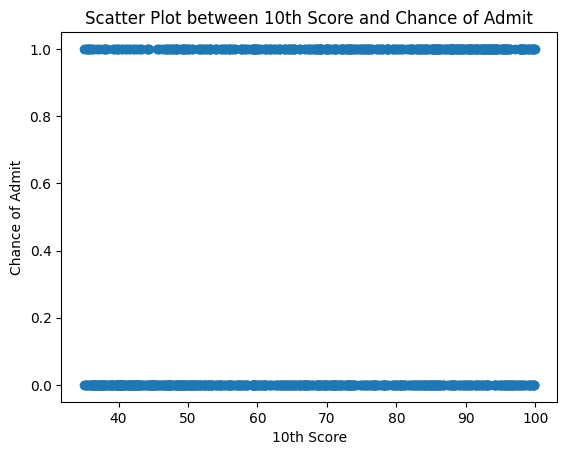 Scatter Plot between 10th Score and Chance of Admit
1.0
0.8
0.6
0.4
0.2
0.0
Chance of Admit
40 50 60 70 80 90 100
10th Score